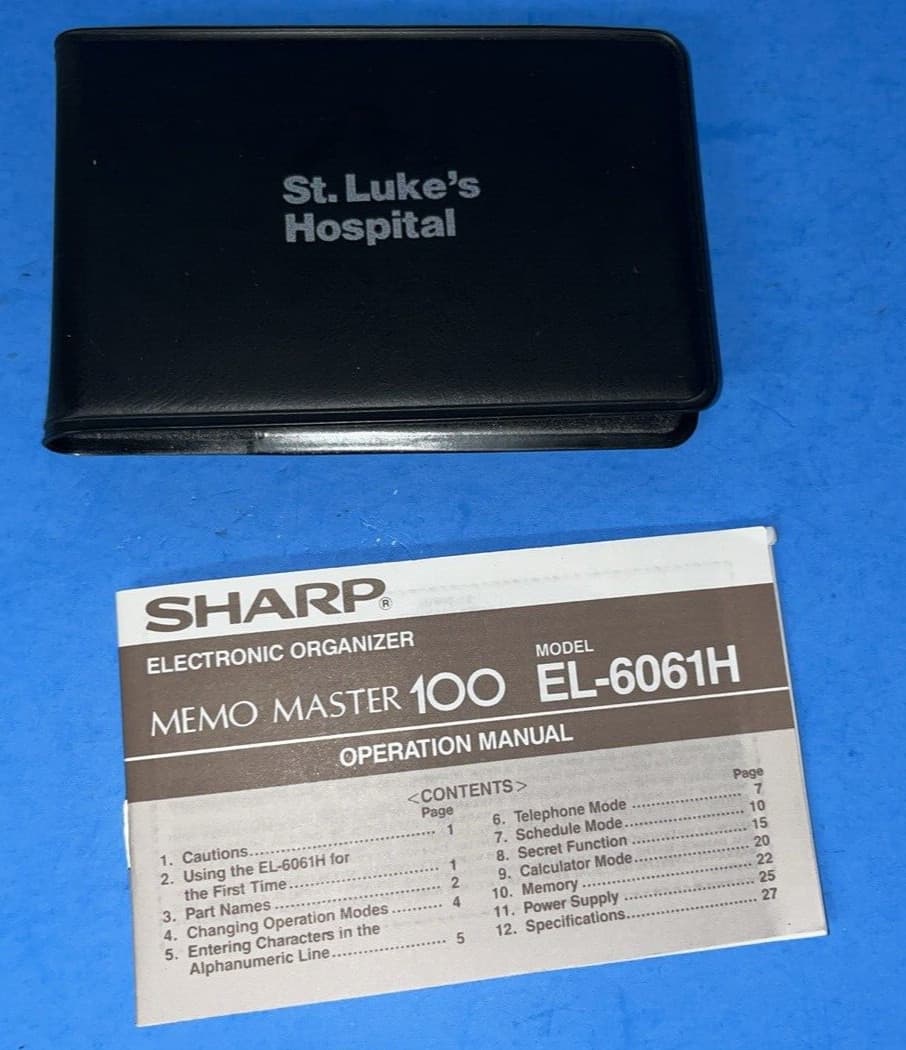 St. Luke's
Hospital
SHARP®
ELECTRONIC ORGANIZER
MEMO MASTER 100
MODEL
EL-6061H
OPERATION MANUAL
<CONTENTS>
Page
1. Cautions.......................... 1
2. Using the EL-6061H for
the First Time.................... 1
3. Part Names ..................... 2
4. Changing Operation Modes......... 4
5. Entering Characters in the
Alphanumeric Line................ 5
Page
6. Telephone Mode ................ 7
7. Schedule Mode.................. 10
8. Secret Function ................ 15
9. Calculator Mode................. 20
10. Memory ....................... 22
11. Power Supply .................. 25
12. Specifications.................. 27